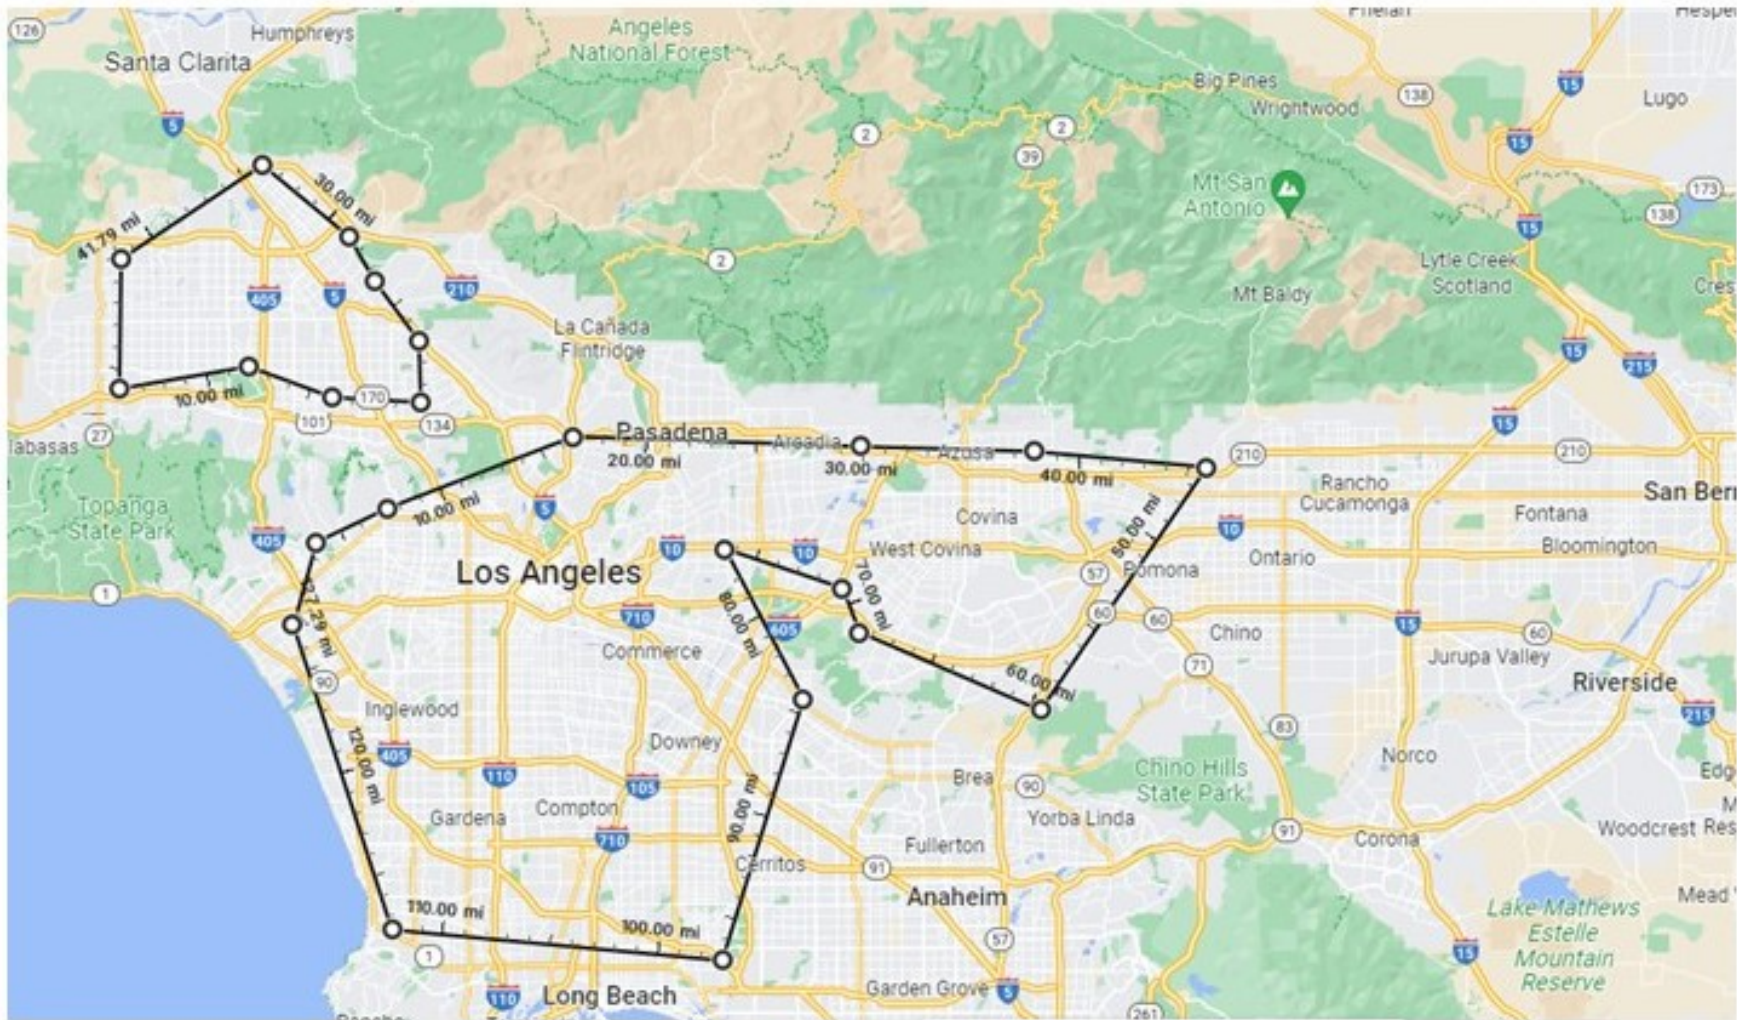 126
Humphreys
Angeles
National Forest
Santa Clarita
5
Big Pines
Wrightwood
138
15
Lugo
2
2
39
15
Mt San
Antonio
173
138
30.00 mi
41.79 mi
15
2
Lytle Creek
Scotland
405
5
210
Mt Baldy
La Cañada
Flintridge
15
215
10.00 mi
170
101
134
27
Pasadena
Arcadia
Azusa
20.00 mi
30.00 mi
40.00 mi
210
210
15
Rancho
Cucamonga
San Bern
10.00 mi
5
Topanga
State Park
405
Covina
50.00 mi
10
Fontana
10
10
West Covina
Ontario
Bloomington
Los Angeles
57
Pomona
1
70.00 mi
127.29 mi
80.00 mi
710
605
60
60
15
60
Chino
Commerce
71
Jurupa Valley
60.00 mi
90
Riverside
Inglewood
215
120.00 mi
405
Downey
83
Norco
110
105
Brea
90
Chino Hills
State Park
90.00 mi
Gardena
Compton
710
Yorba Linda
Fullerton
91
Corona
Woodcrest
Cerritos
91
Anaheim
110.00 mi
100.00 mi
57
Lake Mathews
Estelle
Mountain
Reserve
15
1
110
Long Beach
Garden Grove
5
261